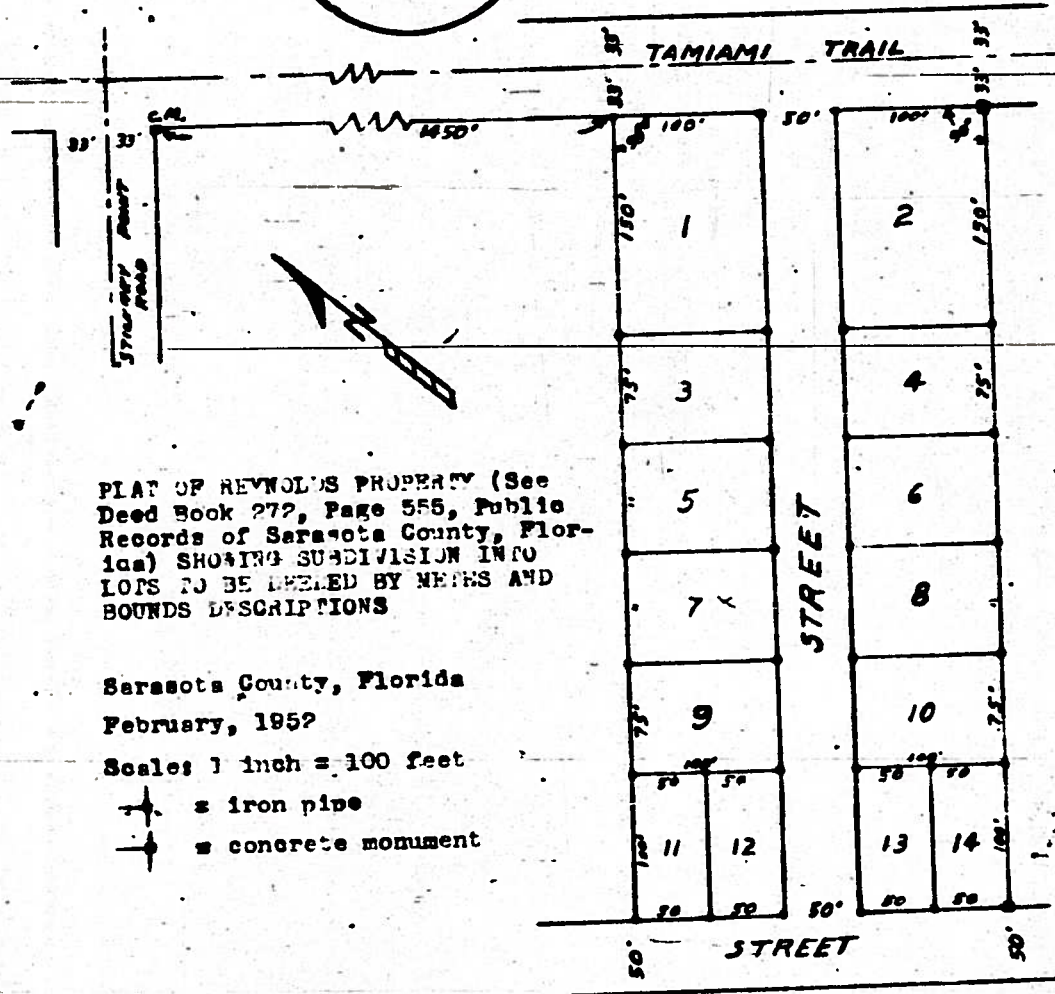 TAMIAMI TRAIL
33' 33'
33' 33'
C.M.
33' 33'
1450'
100' 50' 100'
STICKNEY POINT
ROAD
150' 1 2 150'
N
75' 3 4 75'
5 6
7 8
75' 9 10 75'
STREET
100' 100'
50 50 50 50
100' 11 12 13 14 100'
50 50 50' 50 50
50' STREET 50'
PLAT OF REYNOLDS PROPERTY (See
Deed Book 272, Page 555, Public
Records of Sarasota County, Flor-
ida) SHOWING SUBDIVISION INTO
LOTS TO BE DEEDED BY METES AND
BOUNDS DESCRIPTIONS
Sarasota County, Florida
February, 1952
Scale: 1 inch = 100 feet
= iron pipe
= concrete monument